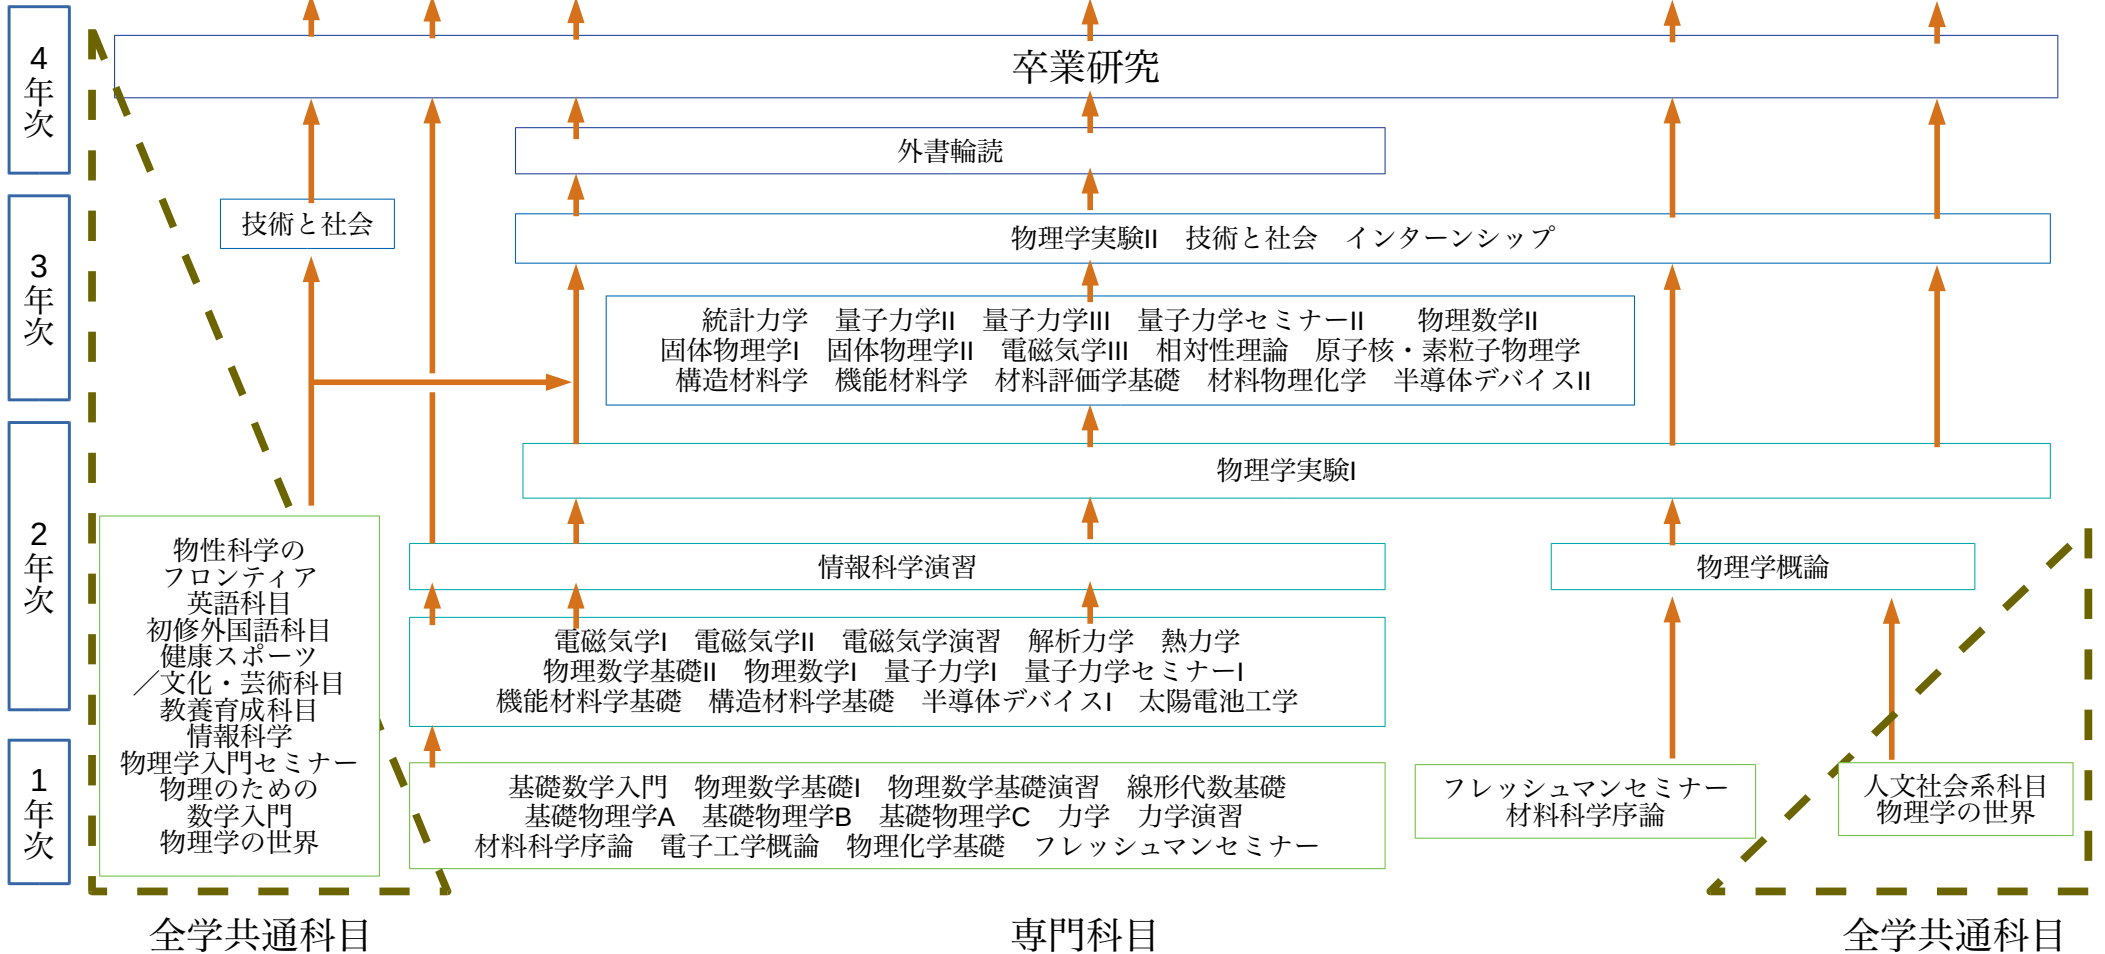 4年次
卒業研究
外書輪読
3年次
技術と社会
物理学実験II　技術と社会　インターンシップ
統計力学　量子力学II　量子力学III　量子力学セミナーII　　物理数学II
固体物理学I　固体物理学II　電磁気学III　相対性理論　原子核・素粒子物理学
構造材料学　機能材料学　材料評価学基礎　材料物理化学　半導体デバイスII
2年次
物理学実験I
物性科学の
フロンティア
英語科目
初修外国語科目
健康スポーツ
／文化・芸術科目
教養育成科目
情報科学
物理学入門セミナー
物理のための
数学入門
物理学の世界
情報科学演習
物理学概論
電磁気学I　電磁気学II　電磁気学演習　解析力学　熱力学
物理数学基礎II　物理数学I　量子力学I　量子力学セミナーI
機能材料学基礎　構造材料学基礎　半導体デバイスI　太陽電池工学
1年次
基礎数学入門　物理数学基礎I　物理数学基礎演習　線形代数基礎
基礎物理学A　基礎物理学B　基礎物理学C　力学　力学演習
材料科学序論　電子工学概論　物理化学基礎　フレッシュマンセミナー
フレッシュマンセミナー
材料科学序論
人文社会系科目
物理学の世界
全学共通科目
専門科目
全学共通科目